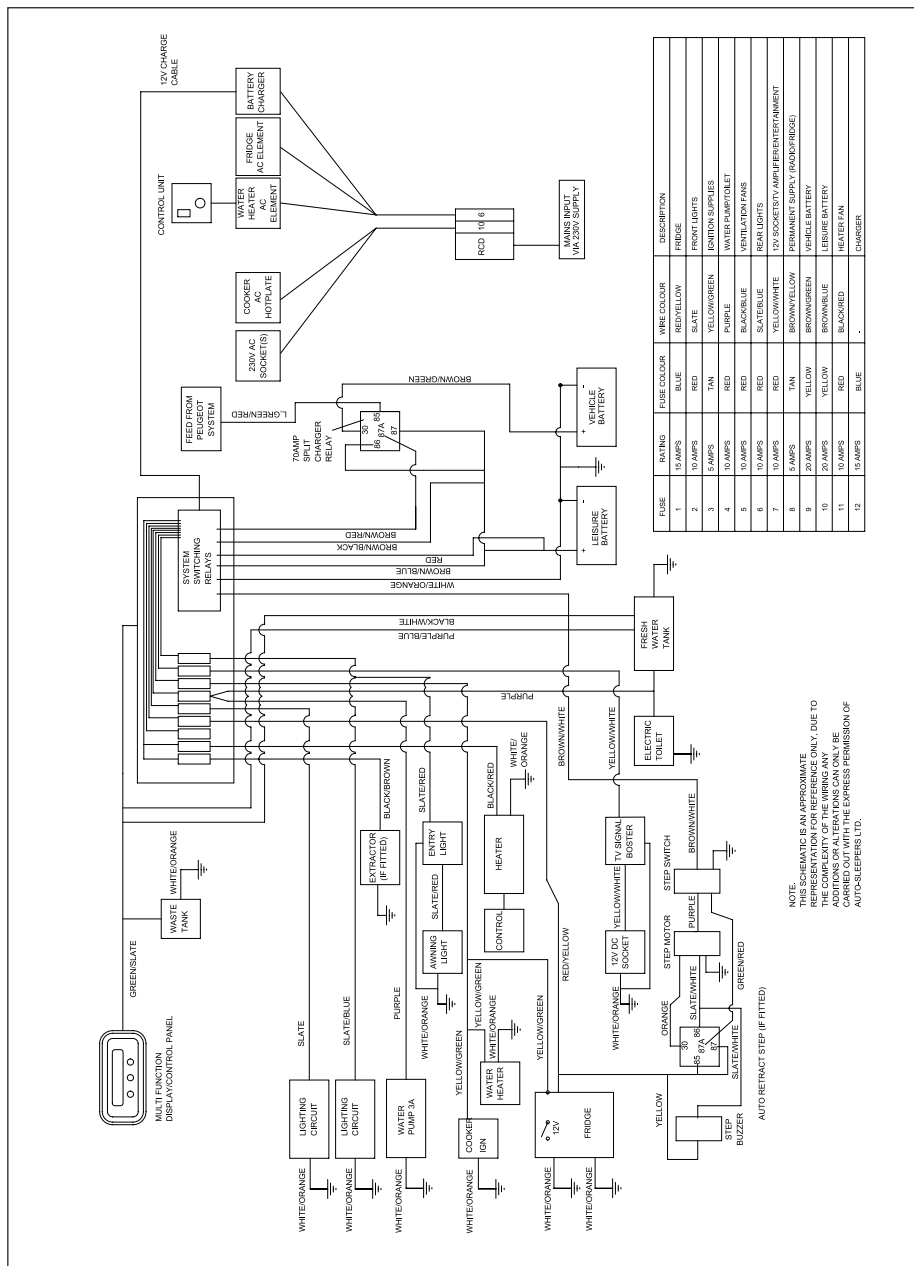 MULTI FUNCTION
DISPLAY/CONTROL PANEL
GREEN/SLATE
WASTE
TANK
WHITE/ORANGE
12V CHARGE
CABLE
CONTROL UNIT
BATTERY
CHARGER
FRIDGE
AC ELEMENT
WATER
HEATER
AC
ELEMENT
COOKER
AC
HOTPLATE
230V AC
SOCKET(S)
RCD
10
6
MAINS INPUT
VIA 230V SUPPLY
FEED FROM
PEUGEOT
SYSTEM
L.GREEN/RED
BROWN/GREEN
70AMP
SPLIT
CHARGER
RELAY
30
85
87A
86
87
SYSTEM
SWITCHING
RELAYS
BROWN/RED
BROWN/BLACK
RED
BROWN/BLUE
WHITE/ORANGE
BLACK/WHITE
PURPLE/BLUE
VEHICLE
BATTERY
+
-
LEISURE
BATTERY
+
-
FRESH
WATER
TANK
PURPLE
ELECTRIC
TOILET
SLATE
LIGHTING
CIRCUIT
WHITE/ORANGE
SLATE/BLUE
LIGHTING
CIRCUIT
WHITE/ORANGE
PURPLE
WATER
PUMP 3A
WHITE/ORANGE
BLACK/BROWN
EXTRACTOR
(IF FITTED)
SLATE/RED
ENTRY
LIGHT
SLATE/RED
AWNING
LIGHT
WHITE/ORANGE
YELLOW/GREEN
YELLOW/GREEN
WHITE/ORANGE
WATER
HEATER
COOKER
IGN
WHITE/ORANGE
BLACK/RED
HEATER
WHITE/
ORANGE
CONTROL
YELLOW/GREEN
RED/YELLOW
12V
FRIDGE
WHITE/ORANGE
WHITE/ORANGE
BROWN/WHITE
YELLOW/WHITE
TV SIGNAL
BOSTER
YELLOW/WHITE
12V DC
SOCKET
WHITE/ORANGE
BROWN/WHITE
STEP SWITCH
PURPLE
STEP MOTOR
GREEN/RED
ORANGE
SLATE/WHITE
30
86
87A
85
87
SLATE/WHITE
YELLOW
STEP
BUZZER
AUTO RETRACT STEP (IF FITTED)
NOTE.
THIS SCHEMATIC IS AN APPROXIMATE
REPRESENTATION FOR REFERENCE ONLY, DUE TO
THE COMPLEXITY OF THE WIRING ANY
ADDITIONS OR ALTERATIONS CAN ONLY BE
CARRIED OUT WITH THE EXPRESS PERMISSION OF
AUTO-SLEEPERS LTD.
FUSE RATING FUSE COLOUR WIRE COLOUR DESCRIPTION
1 15 AMPS BLUE RED/YELLOW FRIDGE
2 10 AMPS RED SLATE FRONT LIGHTS
3 5 AMPS TAN YELLOW/GREEN IGNITION SUPPLIES
4 10 AMPS RED PURPLE WATER PUMP/TOILET
5 10 AMPS RED BLACK/BLUE VENTILATION FANS
6 10 AMPS RED SLATE/BLUE REAR LIGHTS
7 10 AMPS RED YELLOW/WHITE 12V SOCKETS/TV AMPLIFIER/ENTERTAINMENT
8 5 AMPS TAN BROWN/YELLOW PERMANENT SUPPLY (RADIO/FRIDGE)
9 20 AMPS YELLOW BROWN/GREEN VEHICLE BATTERY
10 20 AMPS YELLOW BROWN/BLUE LEISURE BATTERY
11 10 AMPS RED BLACK/RED HEATER FAN
12 15 AMPS BLUE - CHARGER